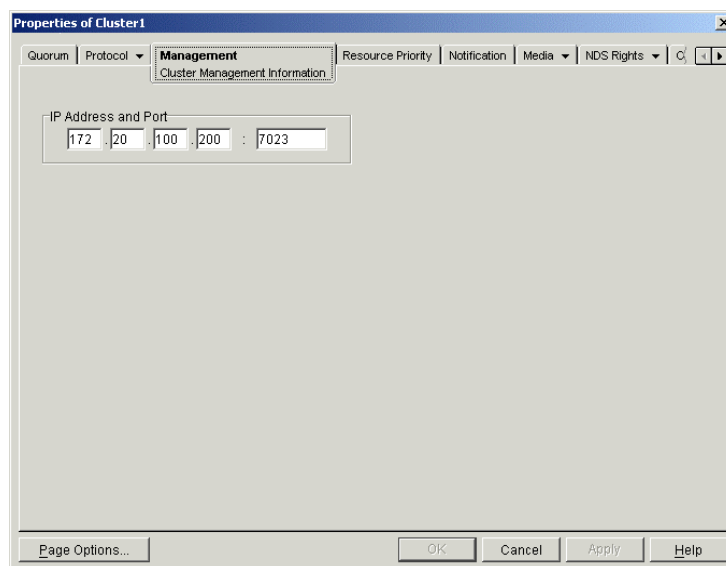 Properties of Cluster1
Quorum Protocol Management Resource Priority Notification Media NDS Rights
Cluster Management Information
IP Address and Port
172 . 20 . 100 . 200 : 7023
Page Options... OK Cancel Apply Help